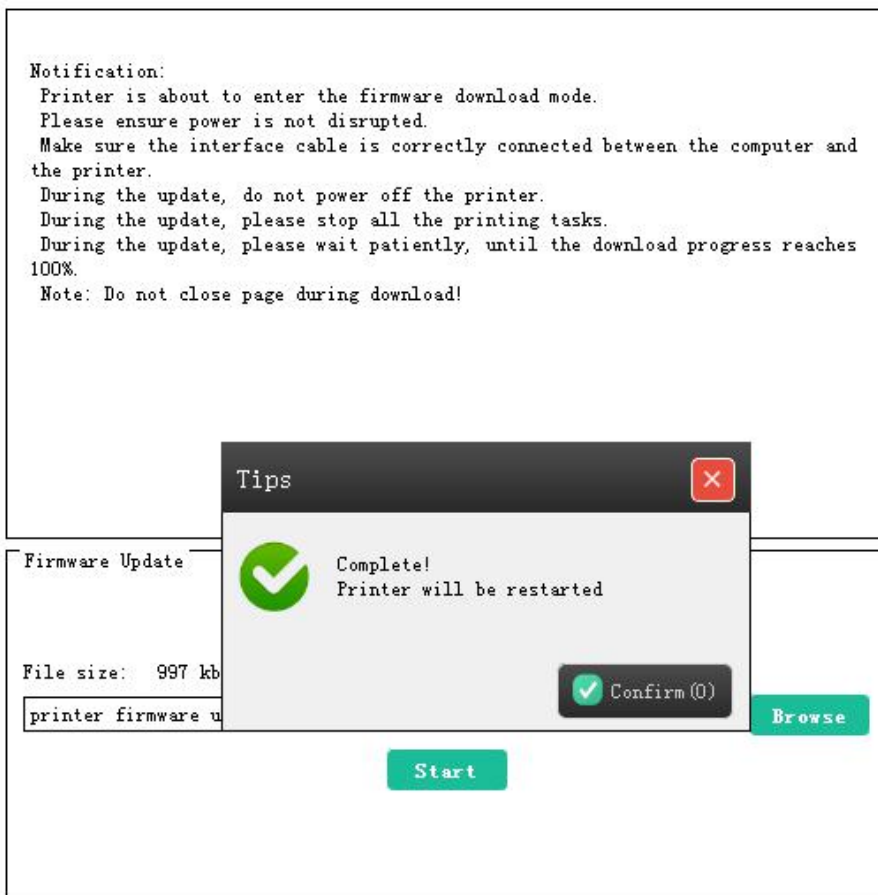 Notification:
Printer is about to enter the firmware download mode.
Please ensure power is not disrupted.
Make sure the interface cable is correctly connected between the computer and
the printer.
During the update, do not power off the printer.
During the update, please stop all the printing tasks.
During the update, please wait patiently, until the download progress reaches
100%.
Note: Do not close page during download!
Tips
Complete!
Printer will be restarted
Confirm(O)
Firmware Update
File size: 997 kb
printer firmware u
Browse
Start